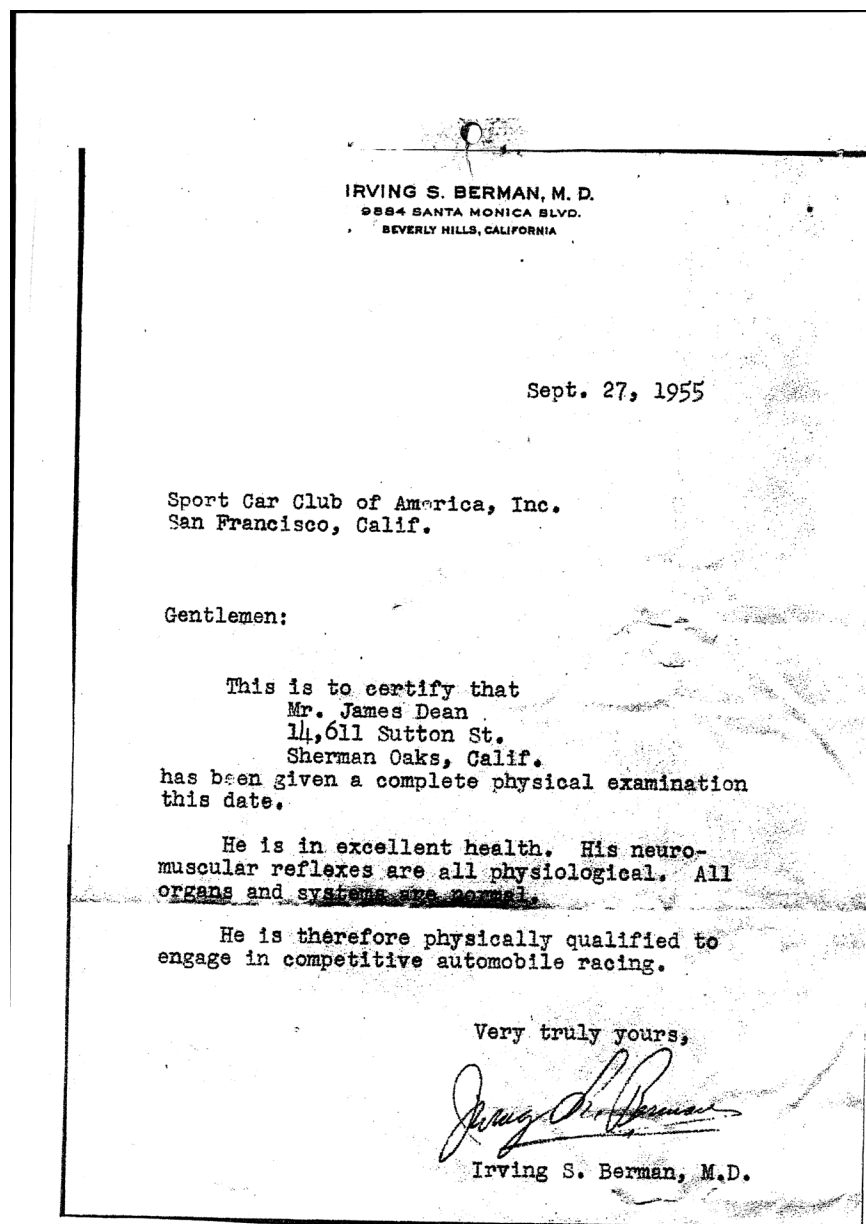 IRVING S. BERMAN, M. D.
9884 SANTA MONICA BLVD.
BEVERLY HILLS, CALIFORNIA
Sept. 27, 1955
Sport Car Club of America, Inc.
San Francisco, Calif.
Gentlemen:
This is to certify that
Mr. James Dean
14,611 Sutton St.
Sherman Oaks, Calif.
has been given a complete physical examination
this date.
He is in excellent health. His neuro-
muscular reflexes are all physiological. All
organs and systems are normal.
He is therefore physically qualified to
engage in competitive automobile racing.
Very truly yours,
Irving S. Berman
Irving S. Berman, M.D.